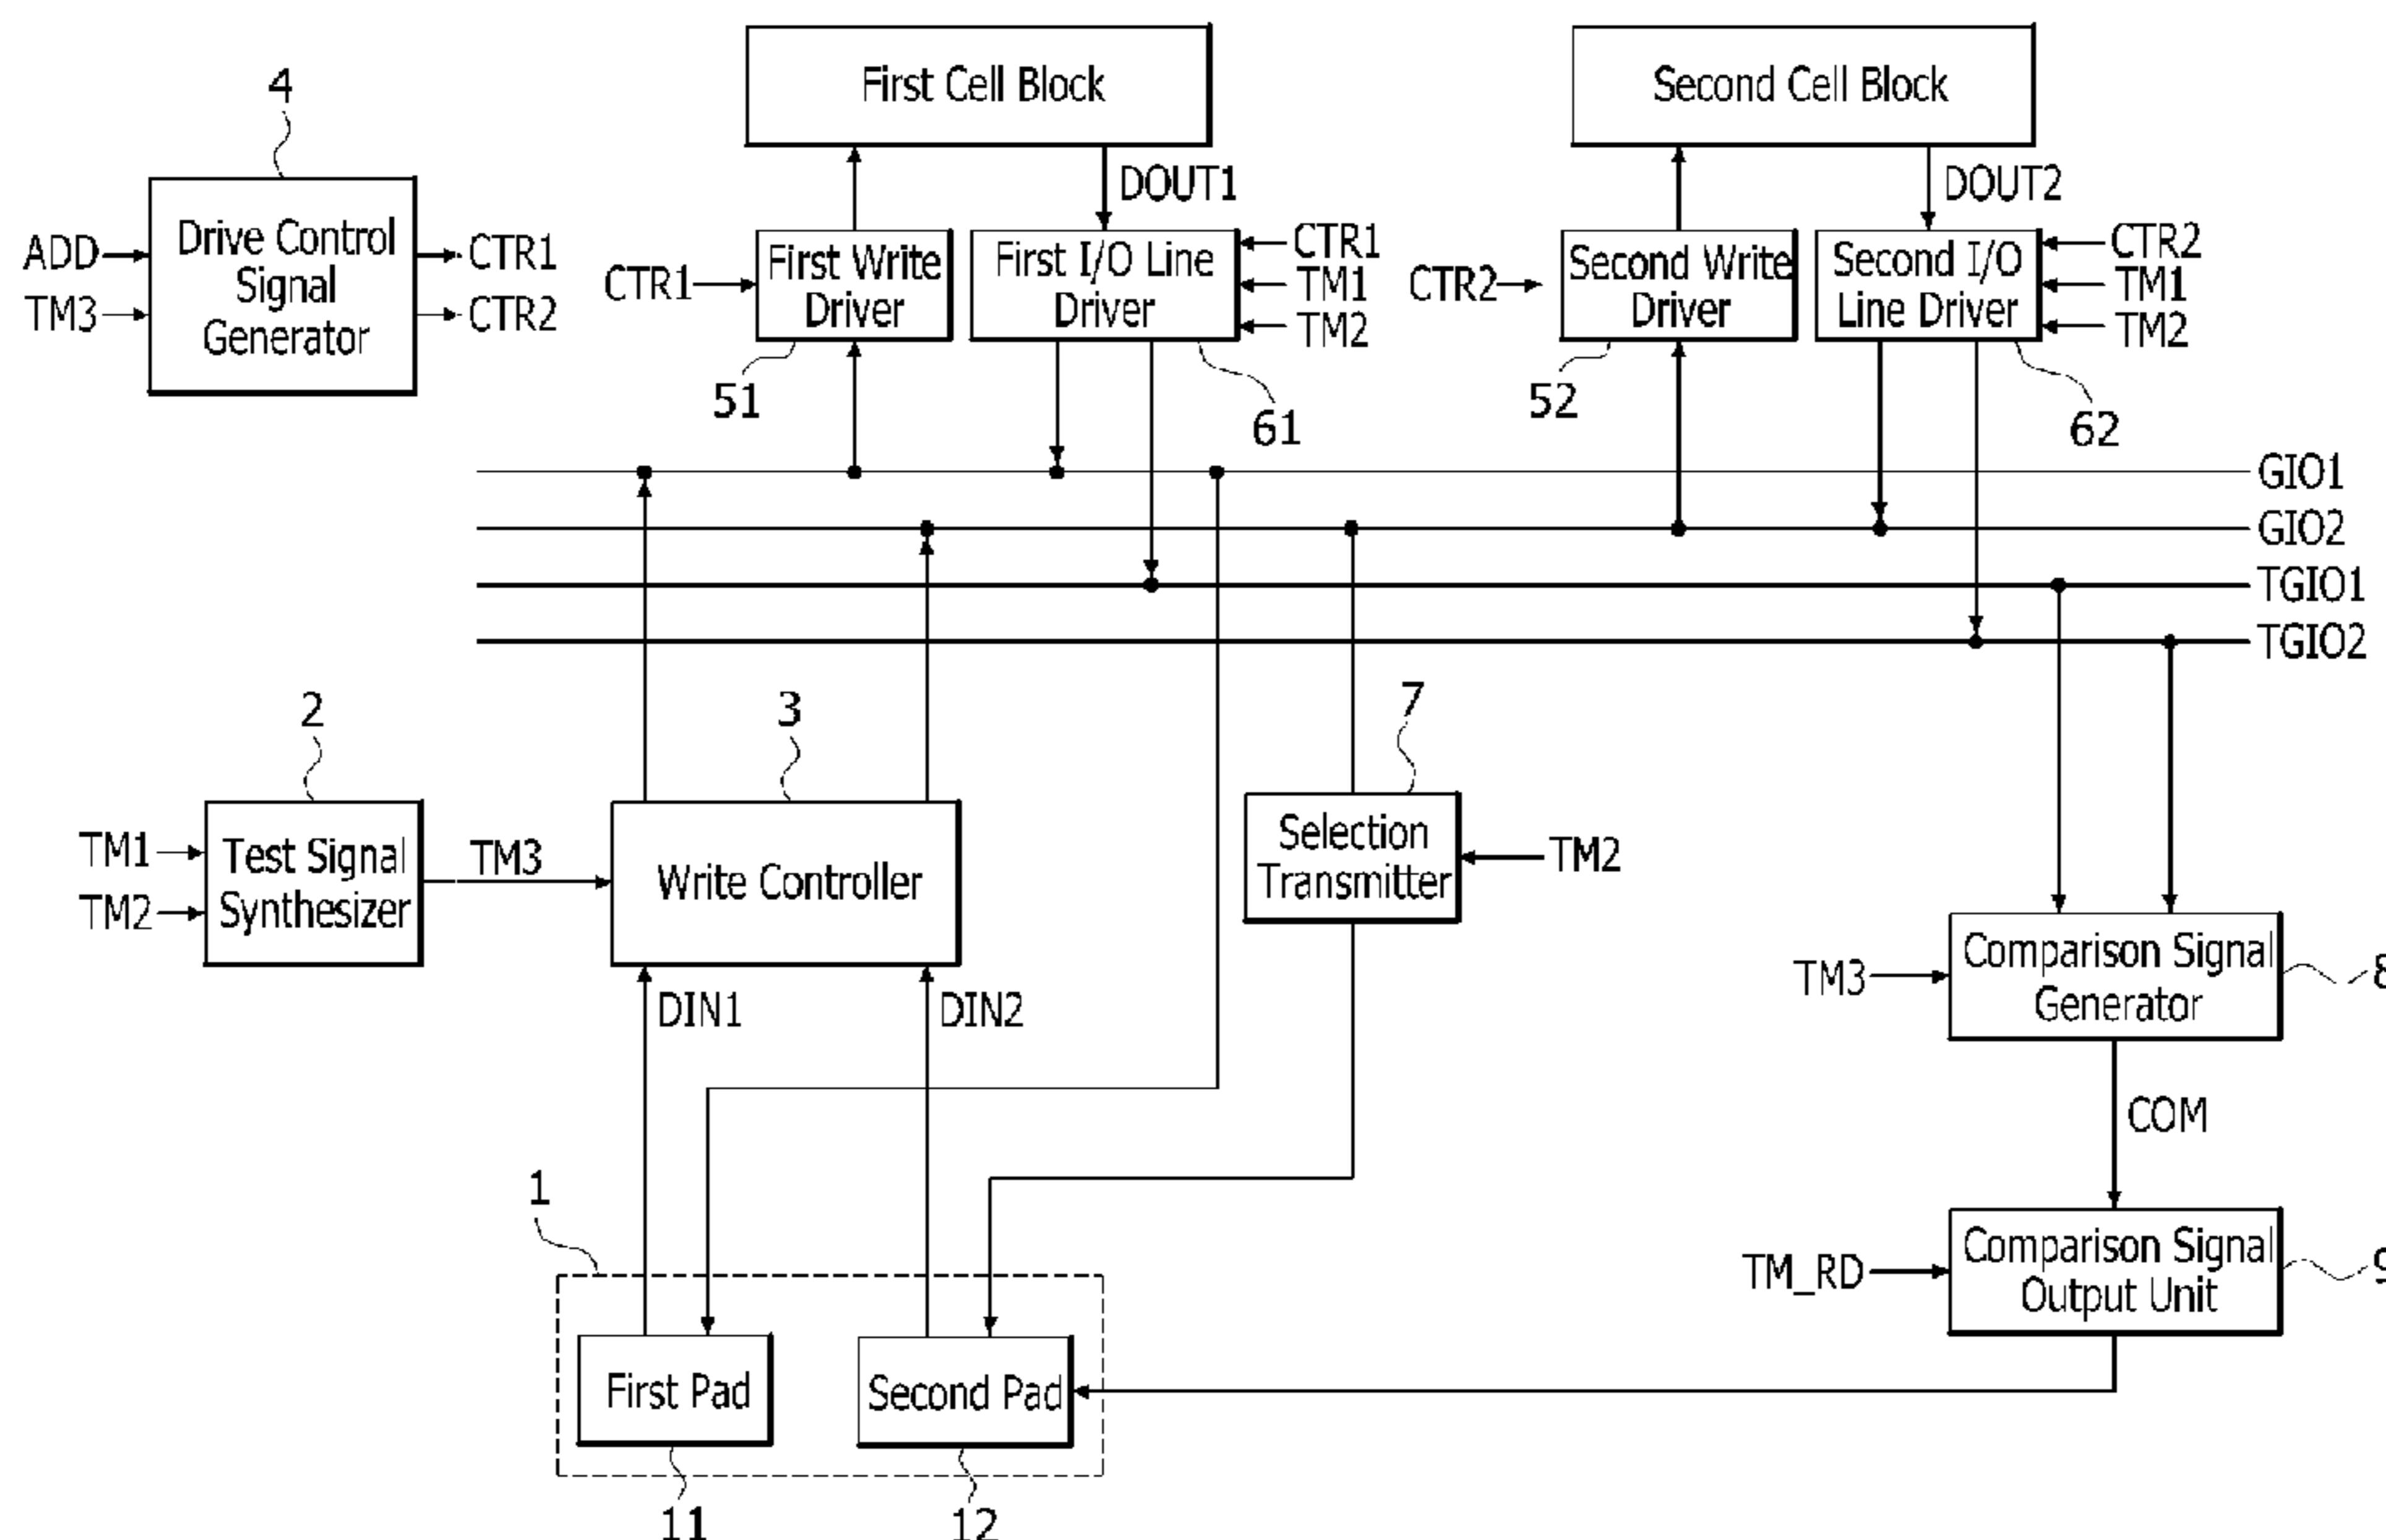 First Cell Block
Second Cell Block
4
DOUT1
DOUT2
ADD
TM3
Drive Control
Signal
Generator
CTR1
CTR2
CTR1
First Write
Driver
First I/O Line
Driver
CTR1
TM1
TM2
CTR2
Second Write
Driver
Second I/O
Line Driver
CTR2
TM1
TM2
51
61
52
62
GIO1
GIO2
TGIO1
TGIO2
2
3
7
TM1
TM2
Test Signal
Synthesizer
TM3
Write Controller
Selection
Transmitter
TM2
TM3
Comparison Signal
Generator
8
DIN1
DIN2
COM
1
TM_RD
Comparison Signal
Output Unit
9
First Pad
Second Pad
11
12